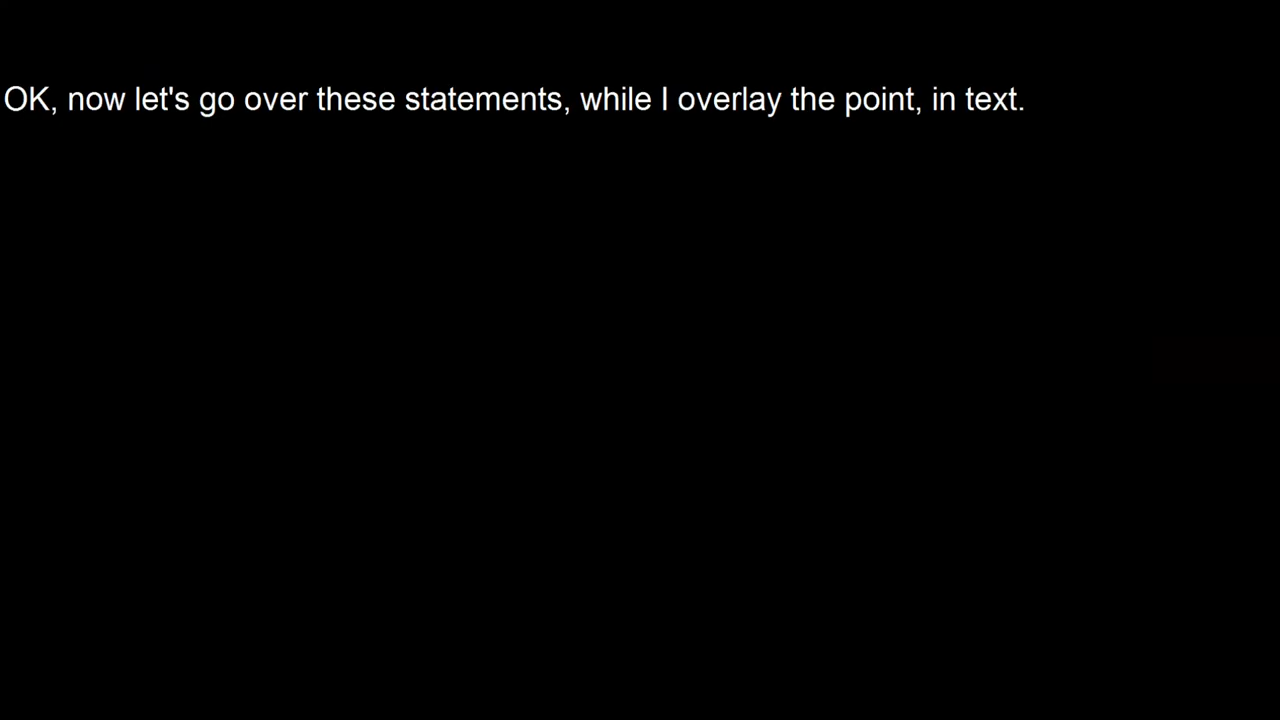 OK, now let's go over these statements, while I overlay the point, in text.